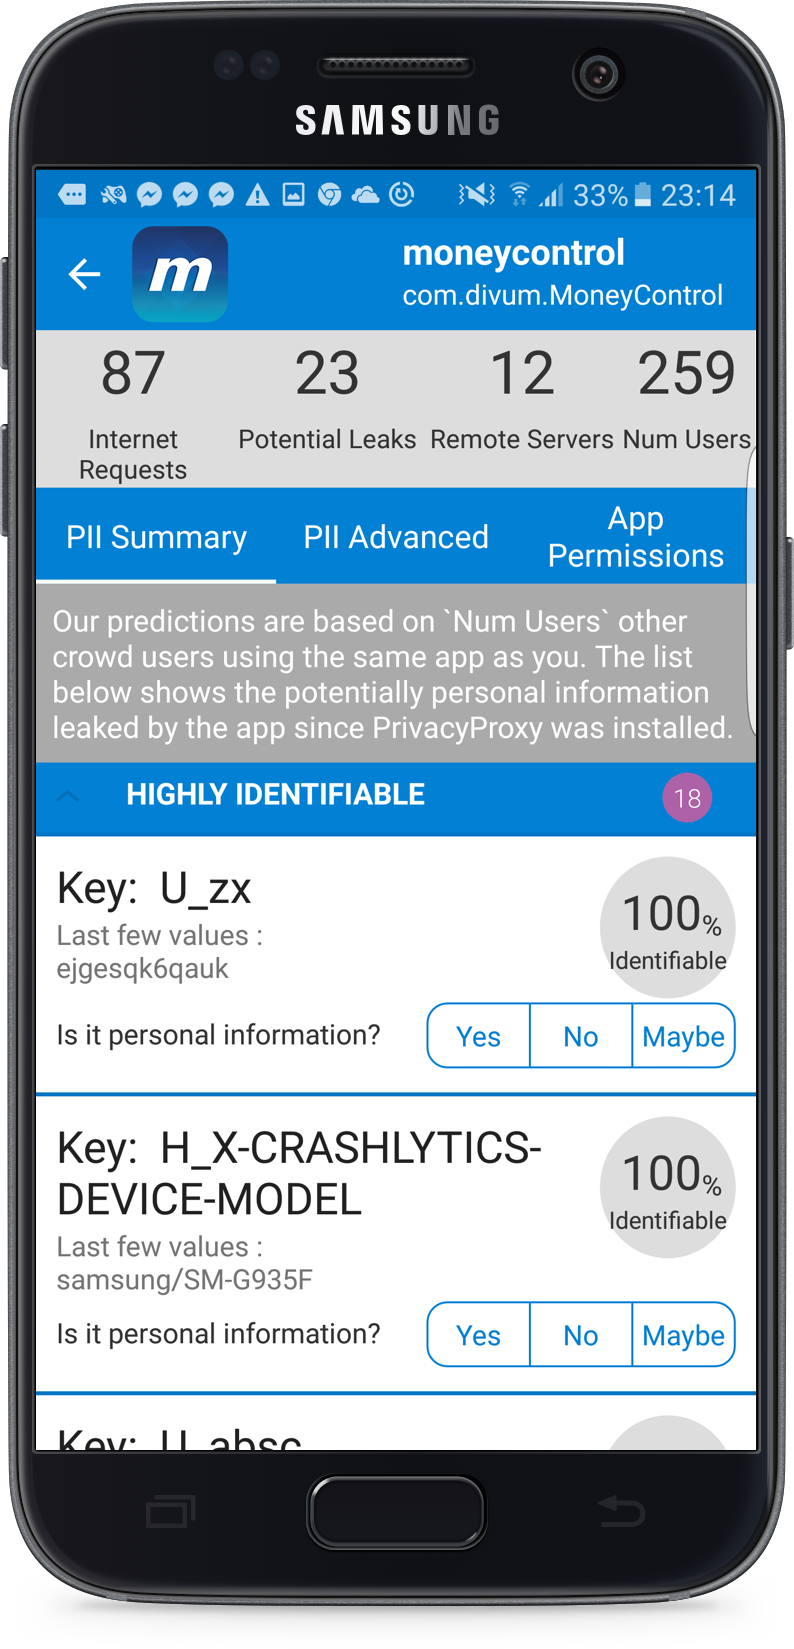 SAMSUNG
33% 23:14
m
moneycontrol
com.divum.MoneyControl
87 23 12 259
Internet Requests Potential Leaks Remote Servers Num Users
PII Summary PII Advanced App Permissions
Our predictions are based on `Num Users` other
crowd users using the same app as you. The list
below shows the potentially personal information
leaked by the app since PrivacyProxy was installed.
HIGHLY IDENTIFIABLE 18
Key: U_zx
100%
Identifiable
Last few values :
ejgesqk6qauk
Is it personal information? Yes No Maybe
Key: H_X-CRASHLYTICS-
DEVICE-MODEL
100%
Identifiable
Last few values :
samsung/SM-G935F
Is it personal information? Yes No Maybe
Key: U_absc